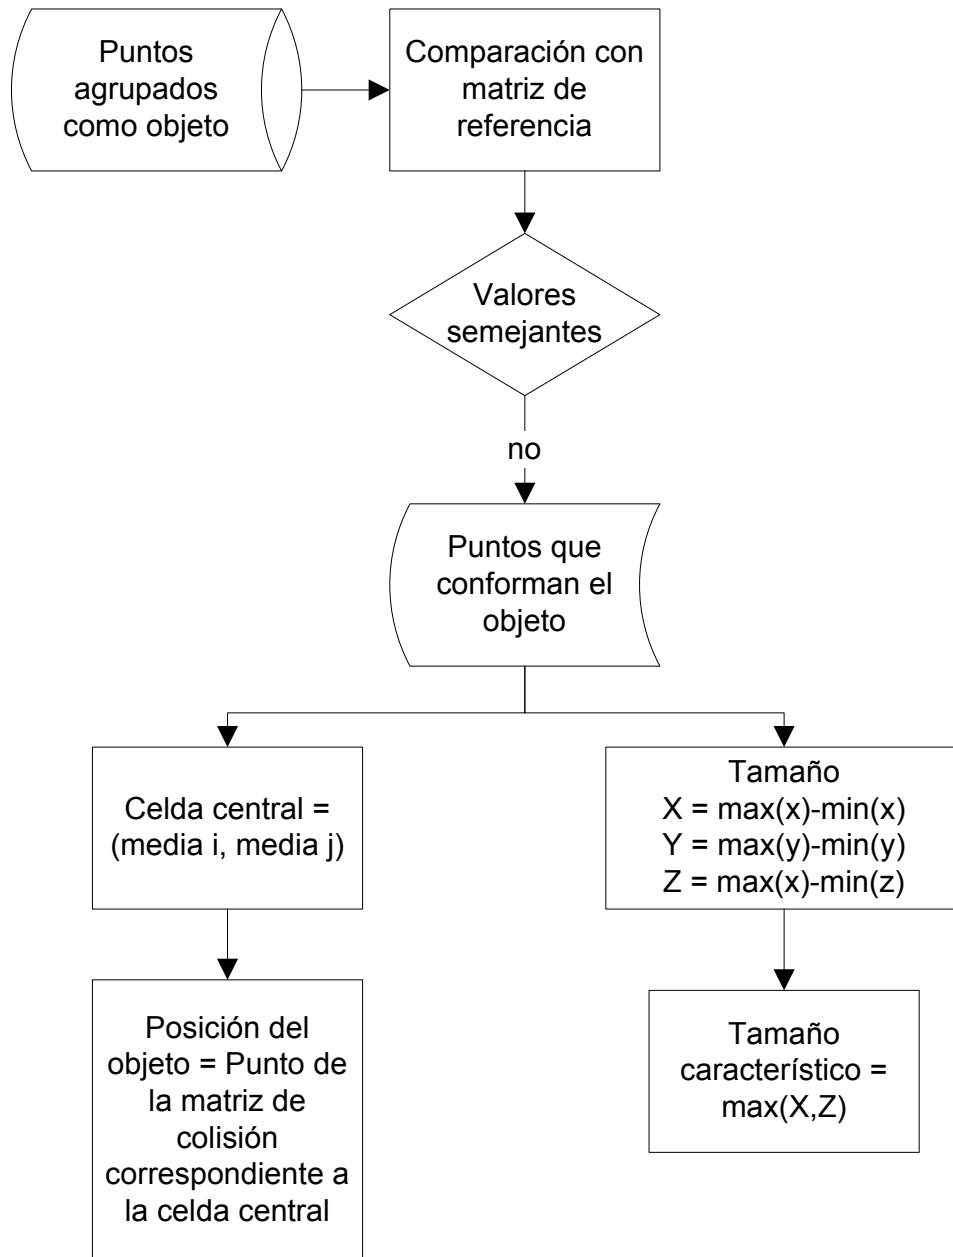 Puntos
agrupados
como objeto
Comparación con
matriz de
referencia
Valores
semejantes
no
Puntos que
conforman el
objeto
Celda central =
(media i, media j)
Tamaño
X = max(x)-min(x)
Y = max(y)-min(y)
Z = max(x)-min(z)
Posición del
objeto = Punto de
la matriz de
colisión
correspondiente a
la celda central
Tamaño
característico =
max(X,Z)